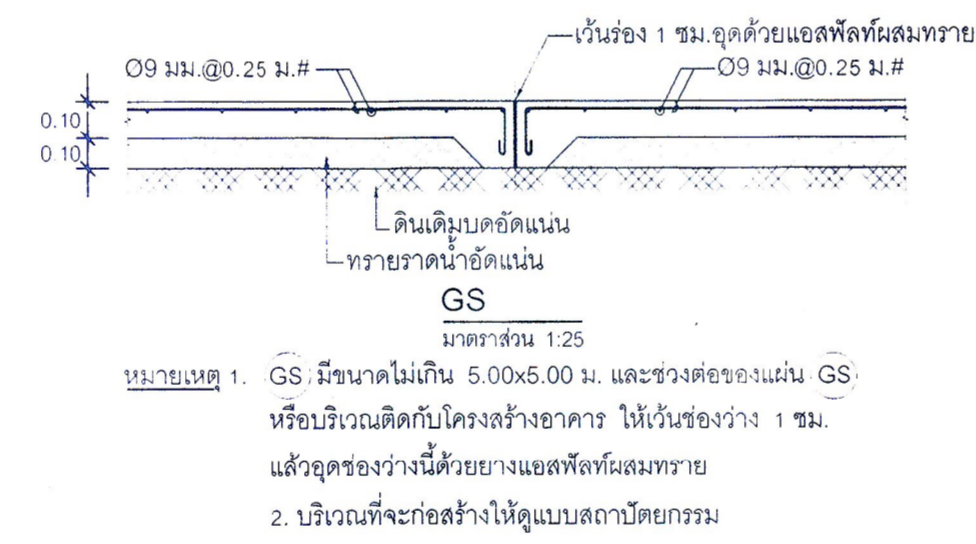 เว้นร่อง 1 ซม.อุดด้วยแอสฟัลท์ผสมทราย
Ø9 มม.@0.25 ม.#
Ø9 มม.@0.25 ม.#
0.10
0.10
ดินเดิมบดอัดแน่น
ทรายราดน้ำอัดแน่น
GS
มาตราส่วน 1:25
หมายเหตุ 1. GS มีขนาดไม่เกิน 5.00x5.00 ม. และช่วงต่อของแผ่น GS
หรือบริเวณติดกับโครงสร้างอาคาร ให้เว้นช่องว่าง 1 ซม.
แล้วอุดช่องว่างนี้ด้วยยางแอสฟัลท์ผสมทราย
2. บริเวณที่จะก่อสร้างให้ดูแบบสถาปัตยกรรม